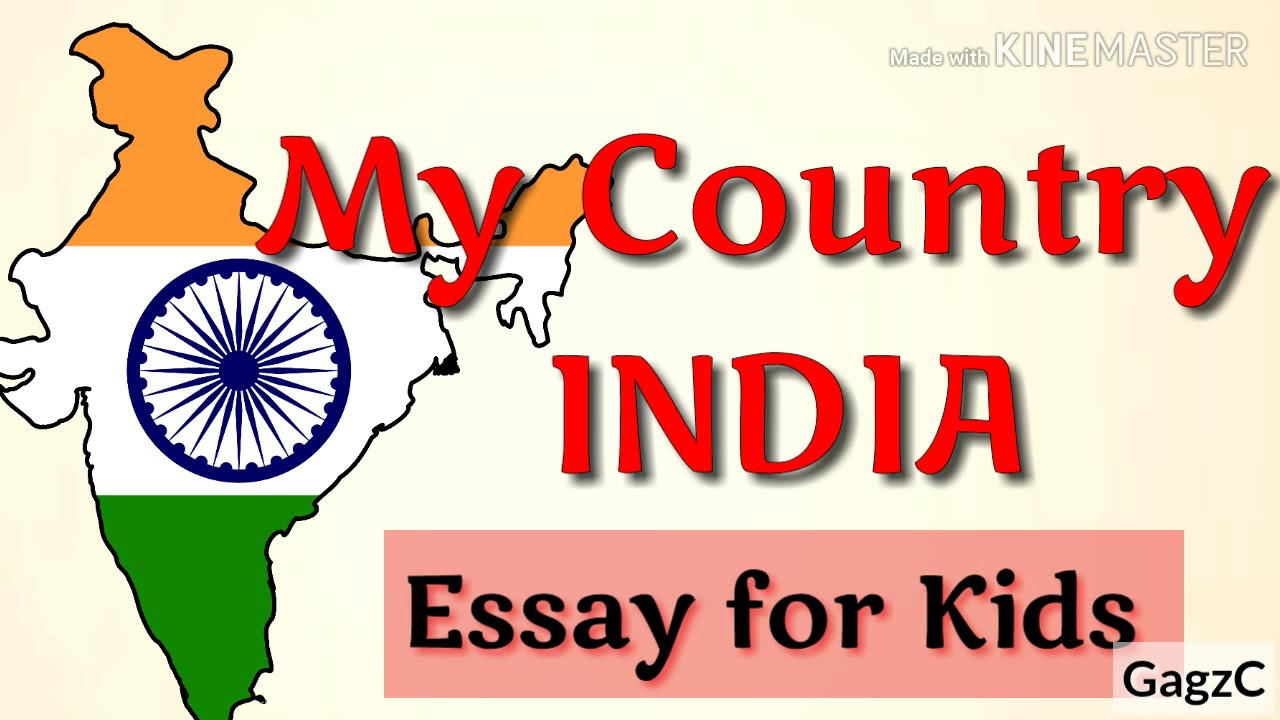 Made with KINEMASTER
My Country
INDIA
Essay for Kids
GagzC